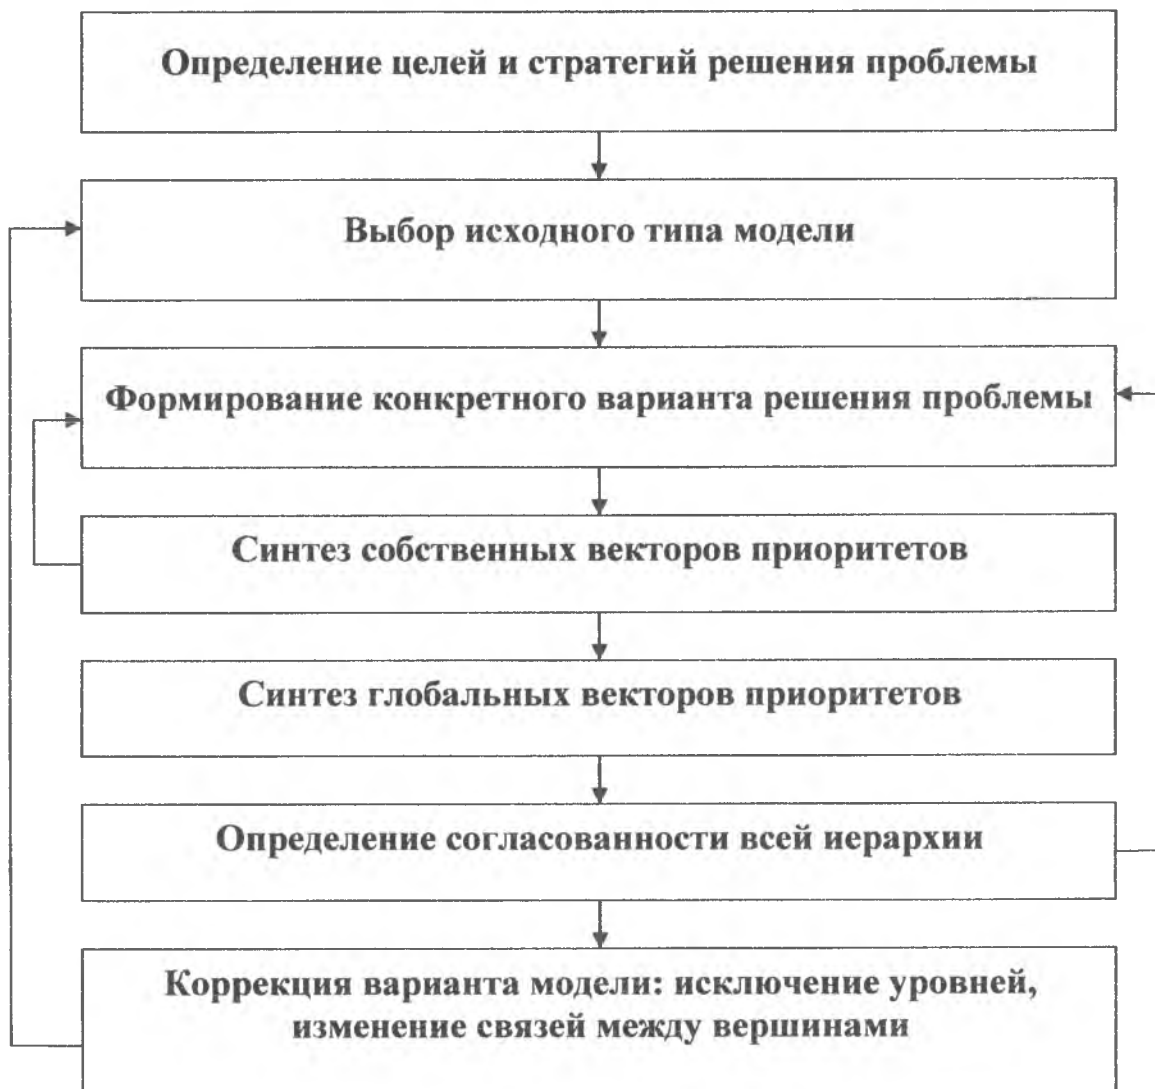 Определение целей и стратегий решения проблемы
Выбор исходного типа модели
Формирование конкретного варианта решения проблемы
Синтез собственных векторов приоритетов
Синтез глобальных векторов приоритетов
Определение согласованности всей иерархии
Коррекция варианта модели: исключение уровней,
изменение связей между вершинами